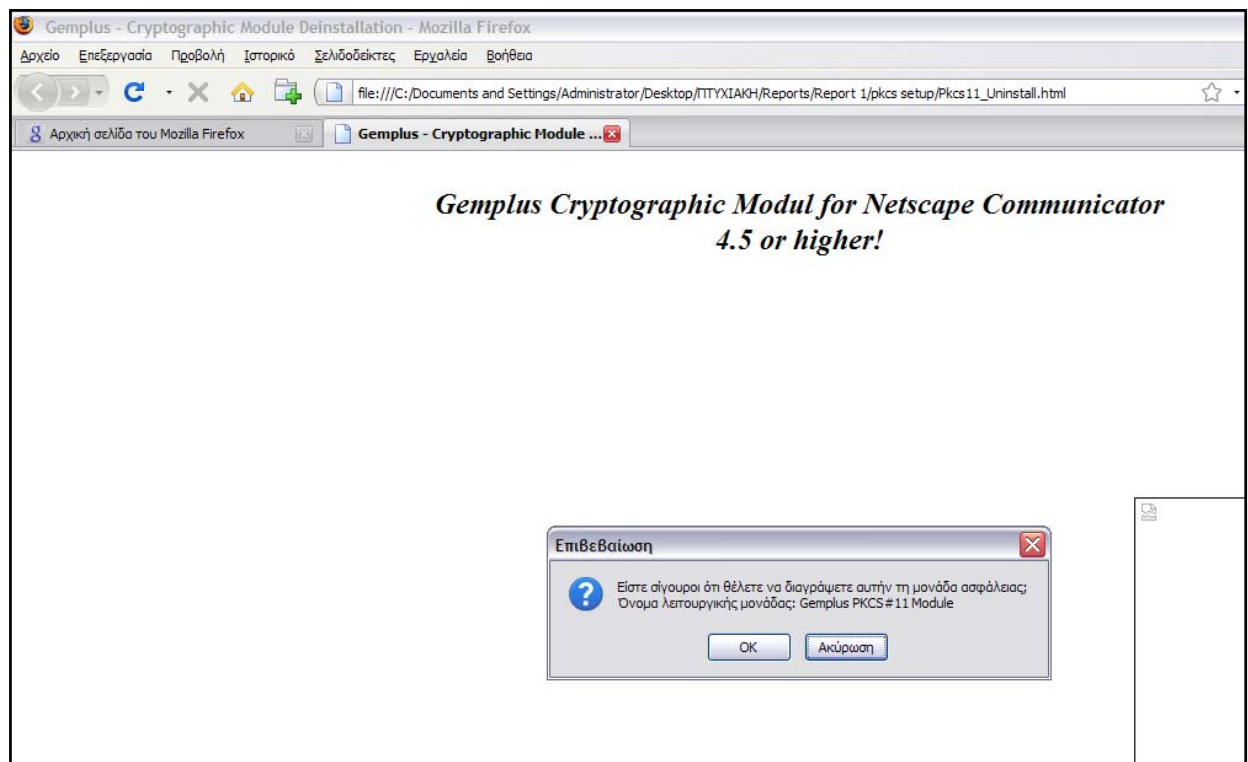 Gemplus - Cryptographic Module Deinstallation - Mozilla Firefox
Αρχείο Επεξεργασία Προβολή Ιστορικό Σελιδοδείκτες Εργαλεία Βοήθεια
file:///C:/Documents and Settings/Administrator/Desktop/ΠΤΥΧΙΑΚΗ/Reports/Report 1/pkcs setup/Pkcs11_Uninstall.html
Αρχική σελίδα του Mozilla Firefox Gemplus - Cryptographic Module ...
Gemplus Cryptographic Modul for Netscape Communicator
4.5 or higher!
Επιβεβαίωση
Είστε σίγουροι ότι θέλετε να διαγράψετε αυτήν τη μονάδα ασφάλειας;
Όνομα λειτουργικής μονάδας: Gemplus PKCS#11 Module
OK Ακύρωση